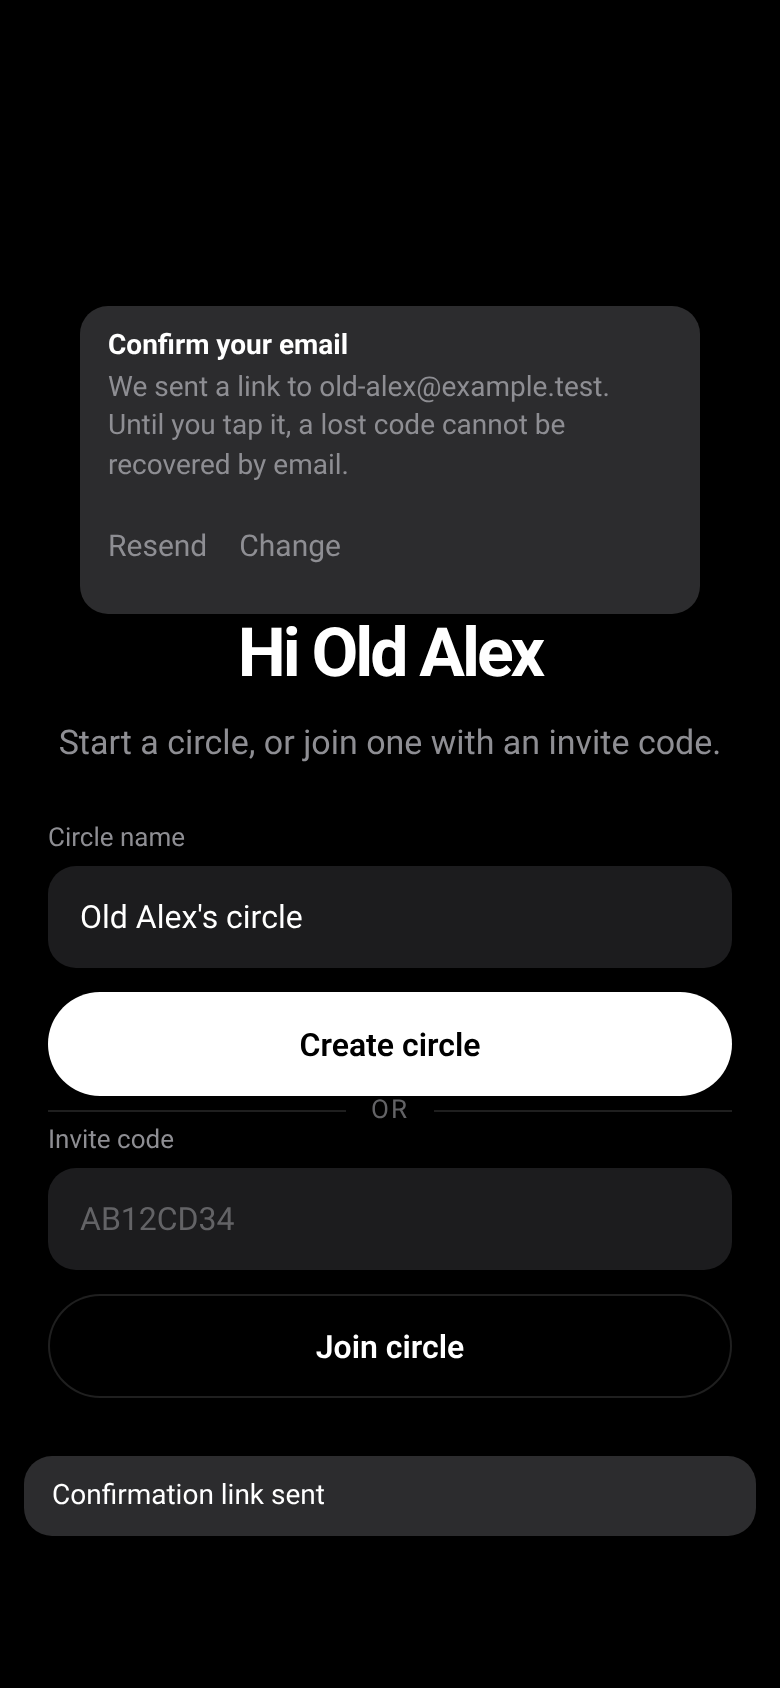 Confirm your email
We sent a link to old-alex@example.test.
Until you tap it, a lost code cannot be
recovered by email.
Resend Change
Hi Old Alex
Start a circle, or join one with an invite code.
Circle name
Old Alex's circle
Create circle
OR
Invite code
AB12CD34
Join circle
Confirmation link sent